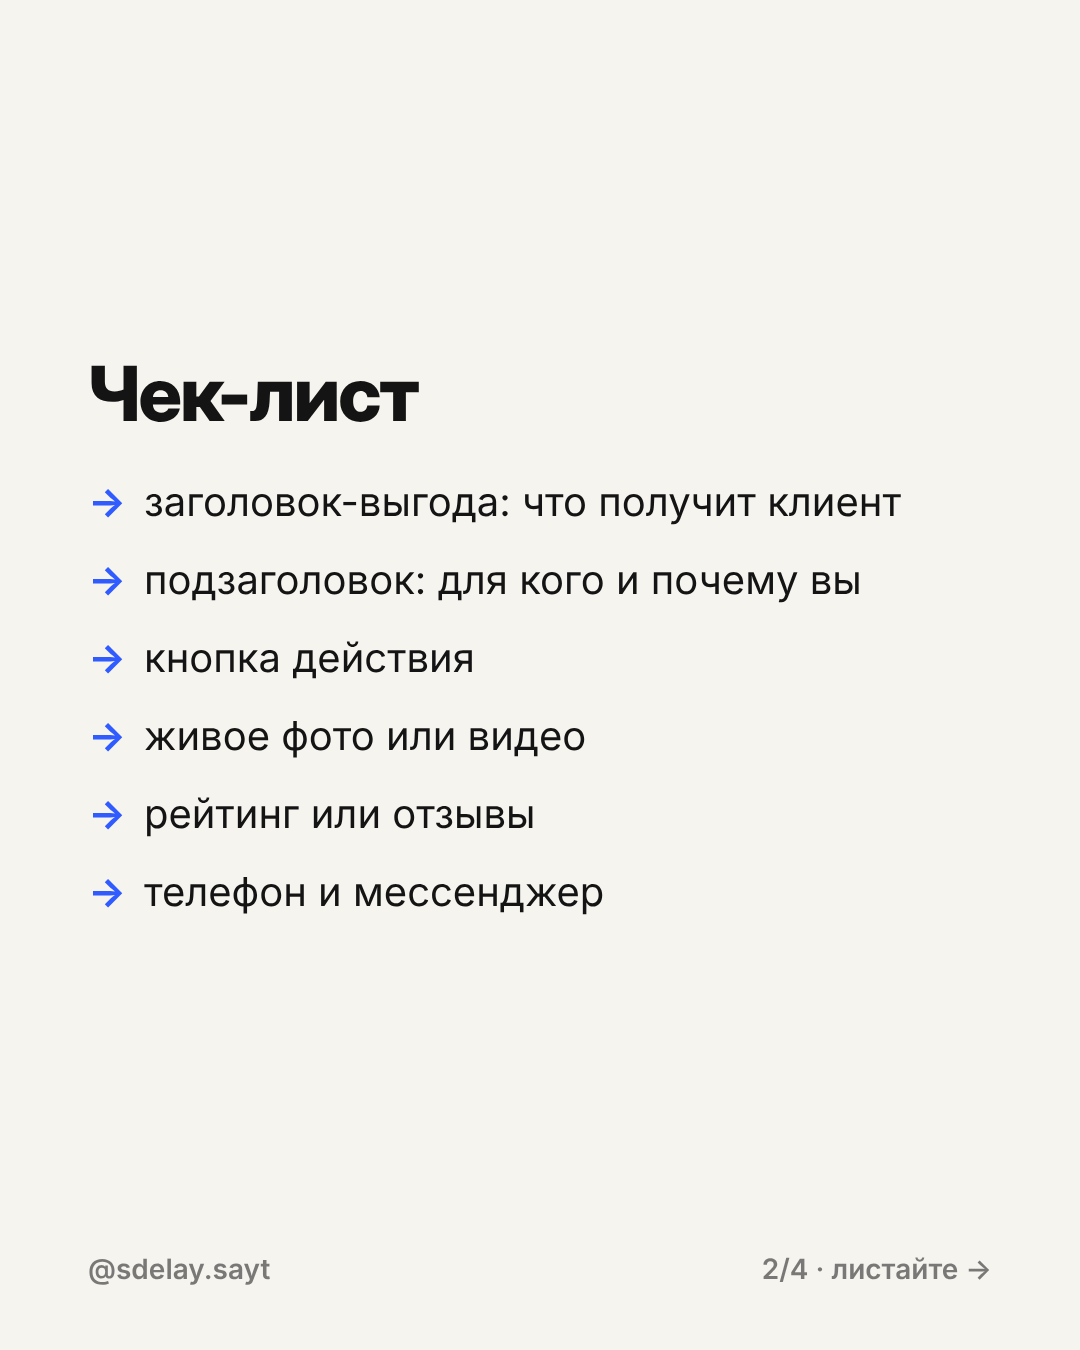 Чек-лист
→ заголовок-выгода: что получит клиент
→ подзаголовок: для кого и почему вы
→ кнопка действия
→ живое фото или видео
→ рейтинг или отзывы
→ телефон и мессенджер
@sdelay.sayt
2/4 · листайте →